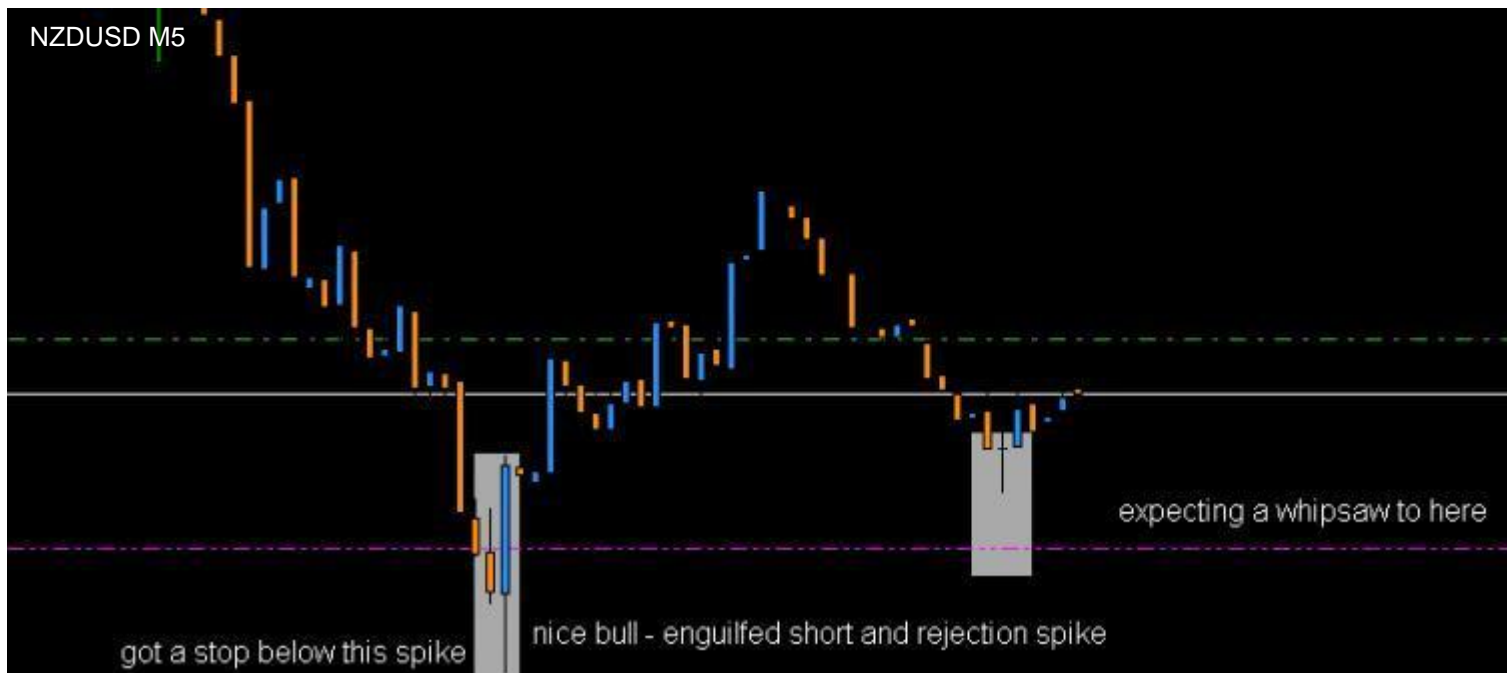 NZDUSD M5
expecting a whipsaw to here
nice bull - enguilfed short and rejection spike
got a stop below this spike